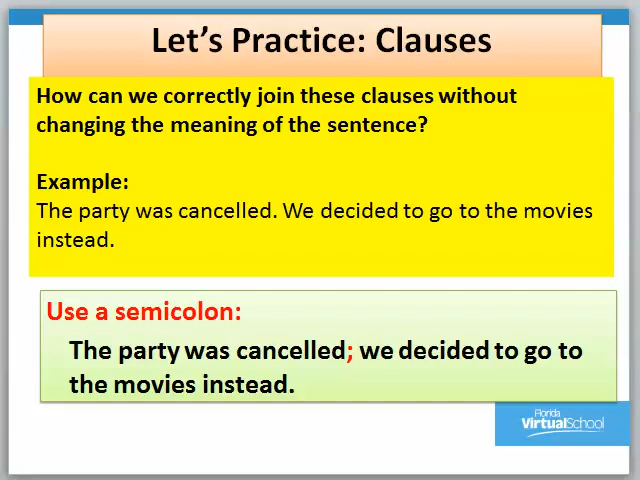 Let's Practice: Clauses
How can we correctly join these clauses without
changing the meaning of the sentence?
Example:
The party was cancelled. We decided to go to the movies
instead.
Use a semicolon:
The party was cancelled; we decided to go to
the movies instead.
Florida
VirtualSchool